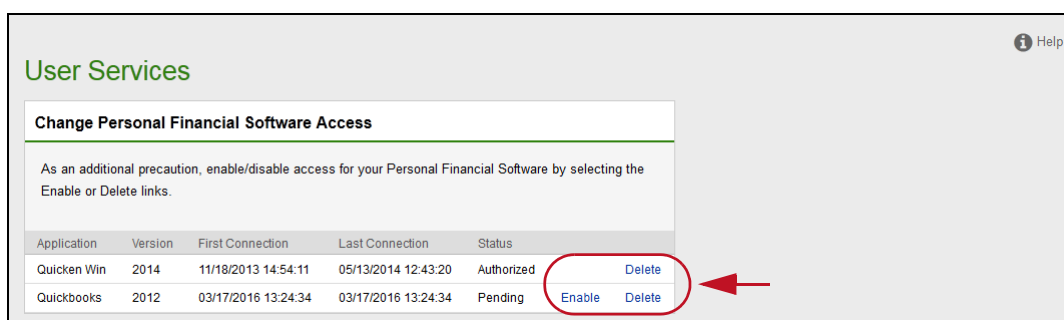 Help
User Services
Change Personal Financial Software Access
As an additional precaution, enable/disable access for your Personal Financial Software by selecting the
Enable or Delete links.
Application Version First Connection Last Connection Status
Quicken Win 2014 11/18/2013 14:54:11 05/13/2014 12:43:20 Authorized Delete
Quickbooks 2012 03/17/2016 13:24:34 03/17/2016 13:24:34 Pending Enable Delete